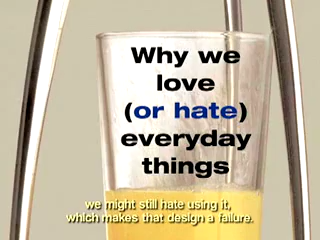 Why we
love
(or hate)
everyday
things
we might still hate using it,
which makes that design a failure.